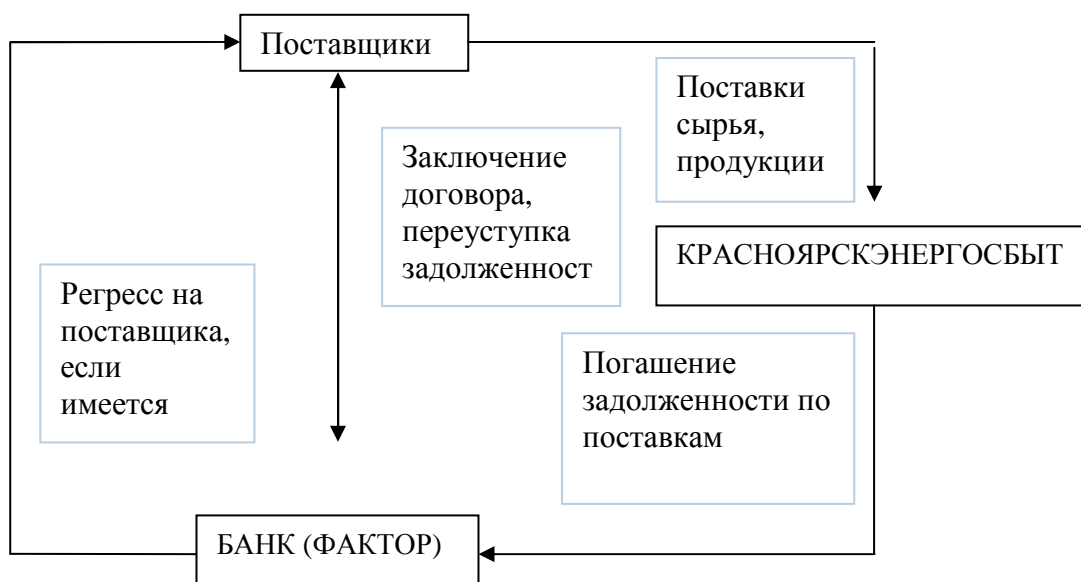 Поставщики
Поставки
сырья,
продукции
Заключение
договора,
переуступка
задолженност
КРАСНОЯРСКЭНЕРГОСБЫТ
Регресс на
поставщика,
если
имеется
Погашение
задолженности по
поставкам
БАНК (ФАКТОР)